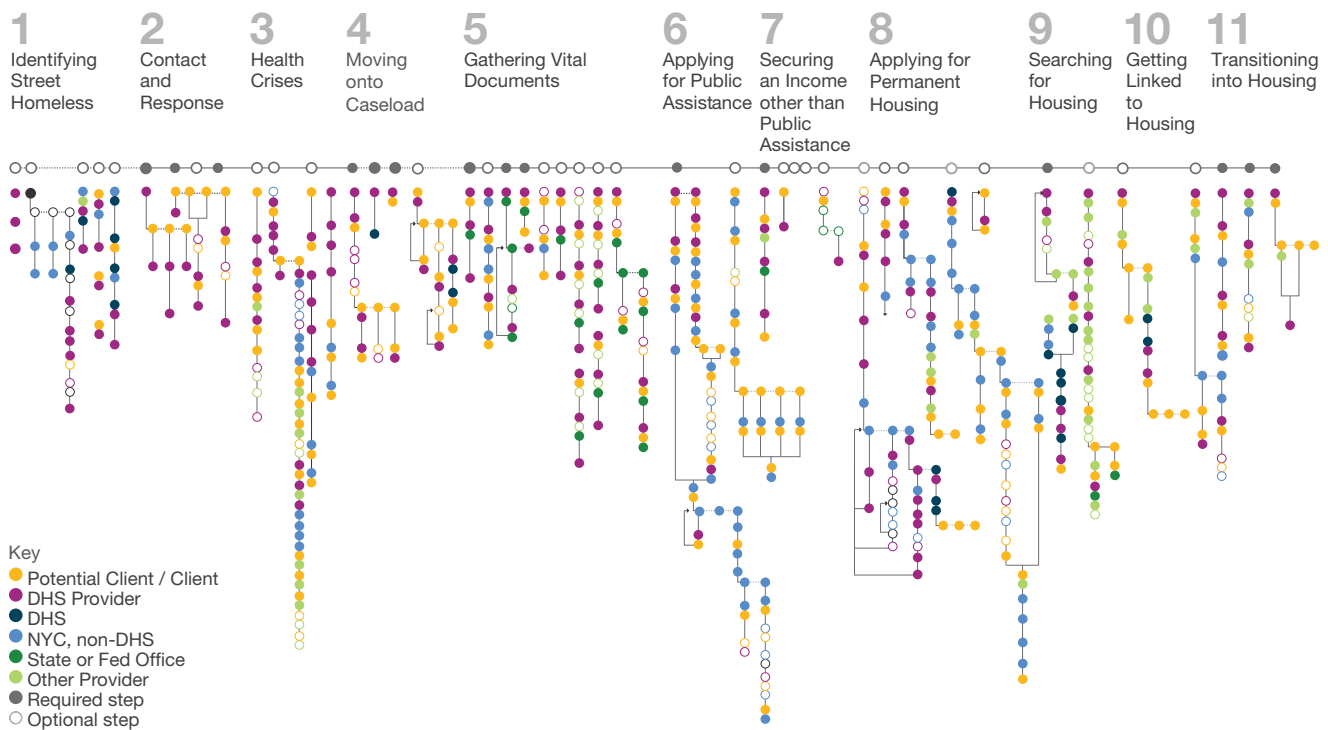 1
Identifying
Street
Homeless
2
Contact
and
Response
3
Health
Crises
4
Moving
onto
Caseload
5
Gathering Vital
Documents
6
Applying
for Public
Assistance
7
Securing
an Income
other than
Public
Assistance
8
Applying for
Permanent
Housing
9
Searching
for
Housing
10
Getting
Linked
to
Housing
11
Transitioning
into Housing
Key
Potential Client / Client
DHS Provider
DHS
NYC, non-DHS
State or Fed Office
Other Provider
Required step
Optional step